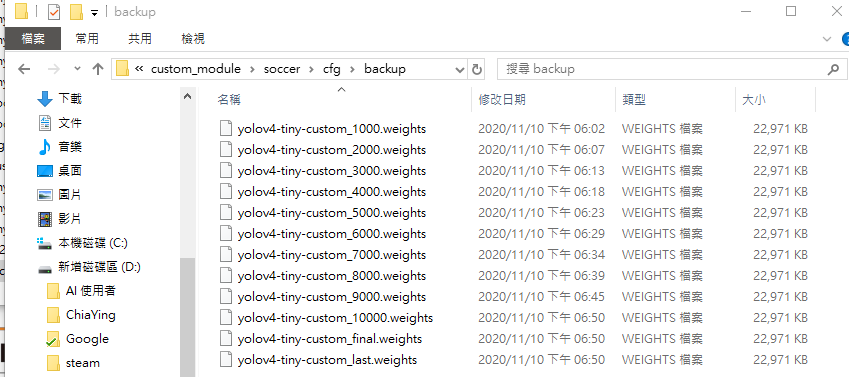 backup
檔案 常用 共用 檢視
« custom_module › soccer › cfg › backup 搜尋 backup
名稱 修改日期 類型 大小
下載
文件
音樂
桌面
圖片
影片
本機磁碟 (C:)
新增磁碟區 (D:)
AI 使用者
ChiaYing
Google
steam
yolov4-tiny-custom_1000.weights 2020/11/10 下午 06:02 WEIGHTS 檔案 22,971 KB
yolov4-tiny-custom_2000.weights 2020/11/10 下午 06:07 WEIGHTS 檔案 22,971 KB
yolov4-tiny-custom_3000.weights 2020/11/10 下午 06:13 WEIGHTS 檔案 22,971 KB
yolov4-tiny-custom_4000.weights 2020/11/10 下午 06:18 WEIGHTS 檔案 22,971 KB
yolov4-tiny-custom_5000.weights 2020/11/10 下午 06:23 WEIGHTS 檔案 22,971 KB
yolov4-tiny-custom_6000.weights 2020/11/10 下午 06:29 WEIGHTS 檔案 22,971 KB
yolov4-tiny-custom_7000.weights 2020/11/10 下午 06:34 WEIGHTS 檔案 22,971 KB
yolov4-tiny-custom_8000.weights 2020/11/10 下午 06:39 WEIGHTS 檔案 22,971 KB
yolov4-tiny-custom_9000.weights 2020/11/10 下午 06:45 WEIGHTS 檔案 22,971 KB
yolov4-tiny-custom_10000.weights 2020/11/10 下午 06:50 WEIGHTS 檔案 22,971 KB
yolov4-tiny-custom_final.weights 2020/11/10 下午 06:50 WEIGHTS 檔案 22,971 KB
yolov4-tiny-custom_last.weights 2020/11/10 下午 06:50 WEIGHTS 檔案 22,971 KB